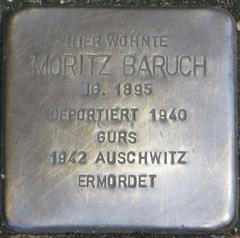 HIER WOHNTE
MORITZ BARUCH
JG. 1895
DEPORTIERT 1940
GURS
1942 AUSCHWITZ
ERMORDET